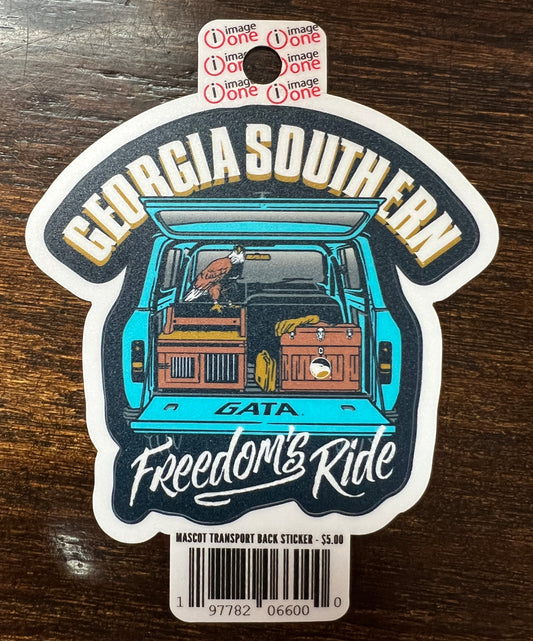 image one image one
image one image one
image one image one
GEORGIA SOUTHERN
GATA
Freedom's Ride
MASCOT TRANSPORT BACK STICKER - $5.00
1 97782 06600 0